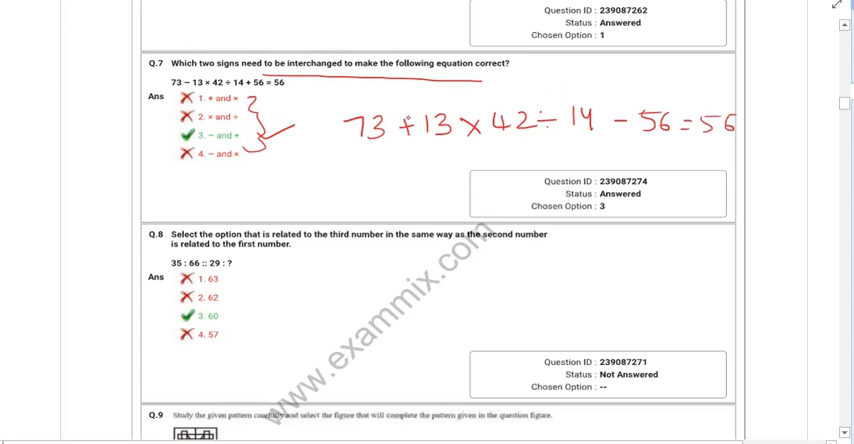 Question ID : 239087262
Status : Answered
Chosen Option : 1
Q.7 Which two signs need to be interchanged to make the following equation correct?
73 − 13 × 42 ÷ 14 + 56 = 56
Ans
1. + and ×
2. × and ÷
3. − and +
4. − and ×
73 + 13 × 42 ÷ 14 - 56 = 56
Question ID : 239087274
Status : Answered
Chosen Option : 3
Q.8 Select the option that is related to the third number in the same way as the second number
is related to the first number.
35 : 66 :: 29 : ?
Ans
1. 63
2. 62
3. 60
4. 57
Question ID : 239087271
Status : Not Answered
Chosen Option : --
www.exammix.com
Q.9 Study the given pattern carefully and select the figure that will complete the pattern given in the question figure.